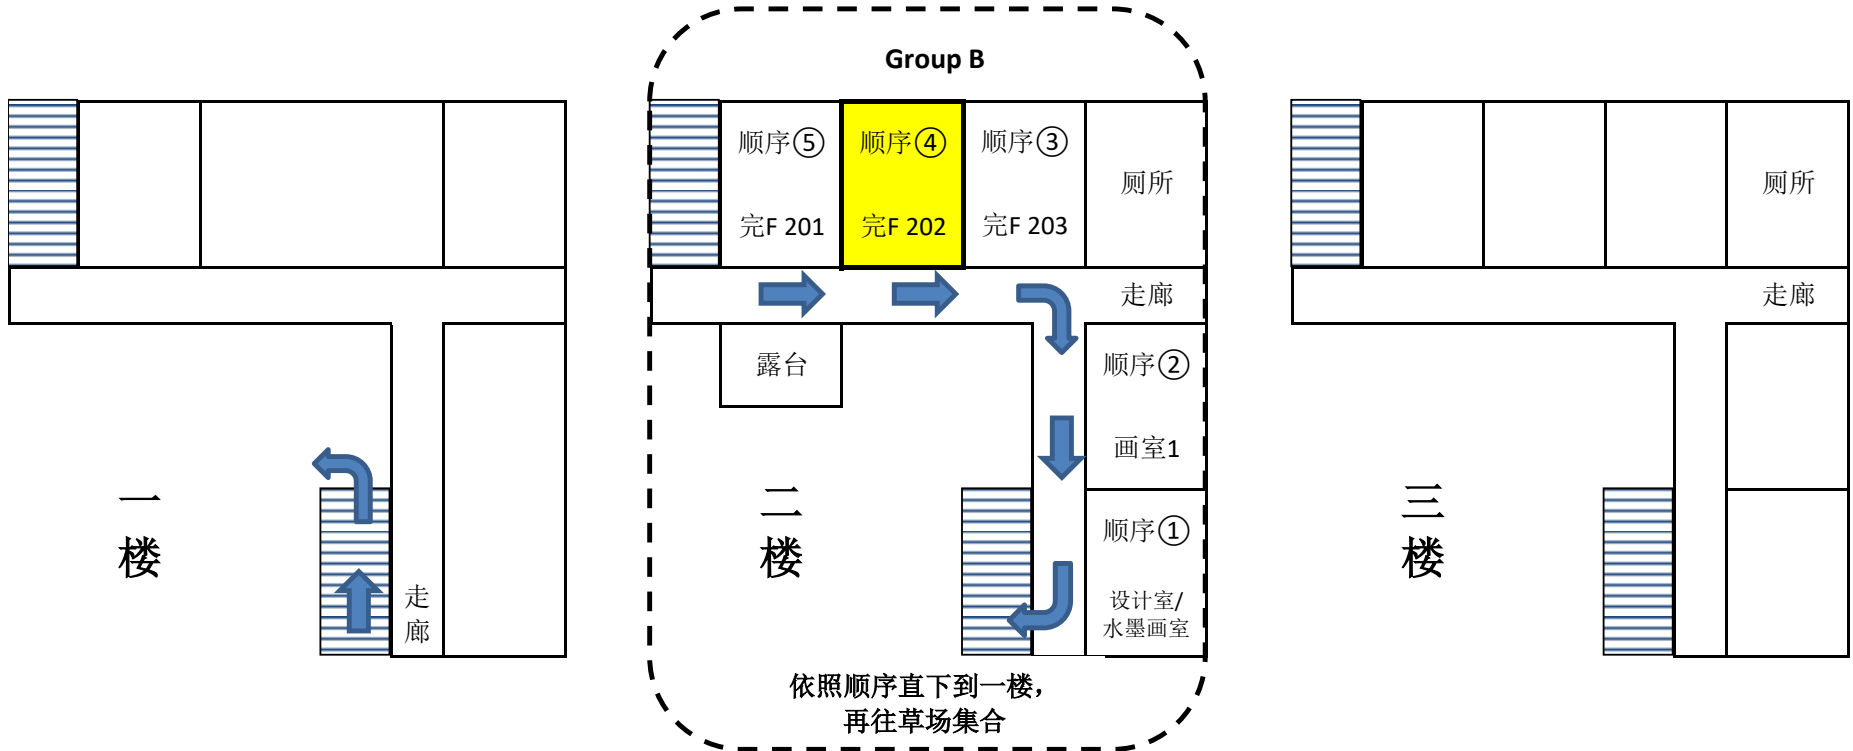 Group B
顺序⑤
顺序④
顺序③
厕所
完F 201
完F 202
完F 203
走廊
露台
顺序②
画室1
顺序①
设计室/
水墨画室
二
楼
依照顺序直下到一楼，
再往草场集合
一
楼
走
廊
厕所
走廊
三
楼